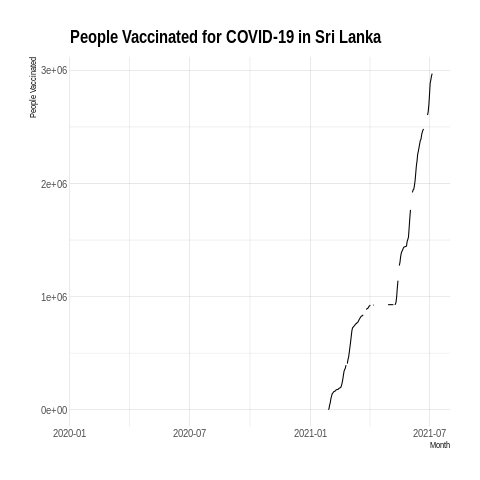 People Vaccinated for COVID-19 in Sri Lanka
People Vaccinated
3e+06
2e+06
1e+06
0e+00
2020-01 2020-07 2021-01 2021-07
Month